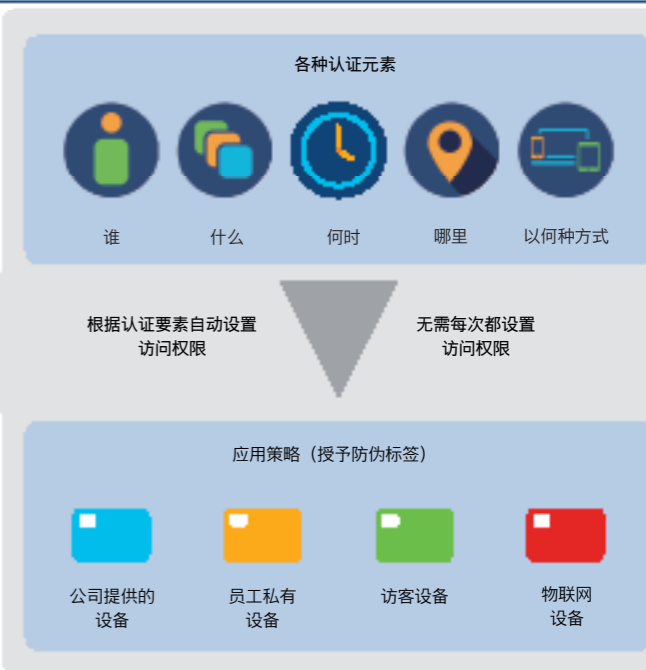 各种认证元素
谁
什么
何时
哪里
以何种方式
根据认证要素自动设置
访问权限
无需每次都设置
访问权限
应用策略（授予防伪标签）
公司提供的
设备
员工私有
设备
访客设备
物联网
设备